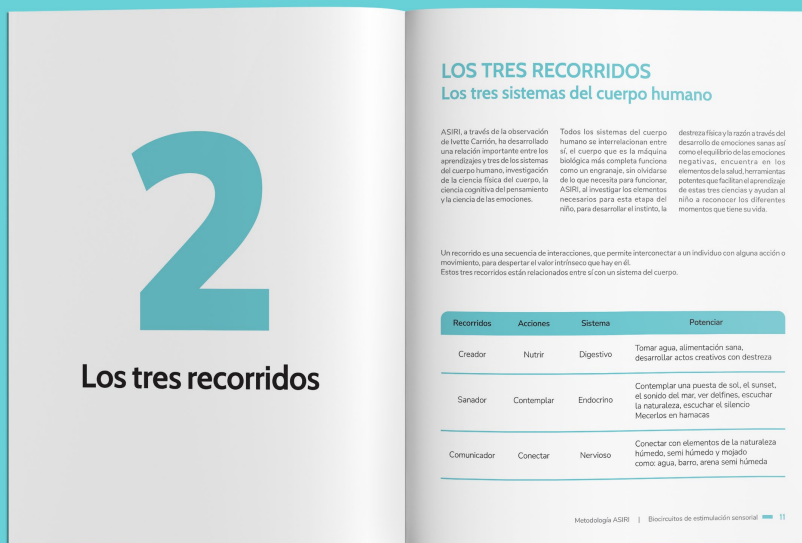 2
Los tres recorridos
LOS TRES RECORRIDOS
Los tres sistemas del cuerpo humano
ASIRI, a través de la observación
de Ivette Carrión, ha desarrollado
una relación importante entre los
aprendizajes y tres de los sistemas
del cuerpo humano, investigación
de la ciencia física del cuerpo, la
ciencia cognitiva del pensamiento
y la ciencia de las emociones.
Todos los sistemas del cuerpo
humano se interrelacionan entre
sí, el cuerpo que es la máquina
biológica más completa funciona
como un engranaje, sin olvidarse
de lo que necesita para funcionar,
ASIRI, al investigar los elementos
necesarios para esta etapa del
niño, para desarrollar el instinto, la
destreza física y la razón a través del
desarrollo de emociones sanas así
como el equilibrio de las emociones
negativas, encuentra en los
elementos de la salud, herramientas
potentes que facilitan el aprendizaje
de estas tres ciencias y ayudan al
niño a reconocer los diferentes
momentos que tiene su vida.
Un recorrido es una secuencia de interacciones, que permite interconectar a un individuo con alguna acción o
movimiento, para despertar el valor intrínseco que hay en él.
Estos tres recorridos están relacionados entre sí con un sistema del cuerpo.
Recorridos Acciones Sistema Potenciar
Creador Nutrir Digestivo Tomar agua, alimentación sana,
desarrollar actos creativos con destreza
Sanador Contemplar Endocrino Contemplar una puesta de sol, el sunset,
el sonido del mar, ver delfines, escuchar
la naturaleza, escuchar el silencio
Mecerlos en hamacas
Comunicador Conectar Nervioso Conectar con elementos de la naturaleza
húmedo, semi húmedo y mojado
como: agua, barro, arena semi húmeda
Metodología ASIRI | Biocircuitos de estimulación sensorial 11